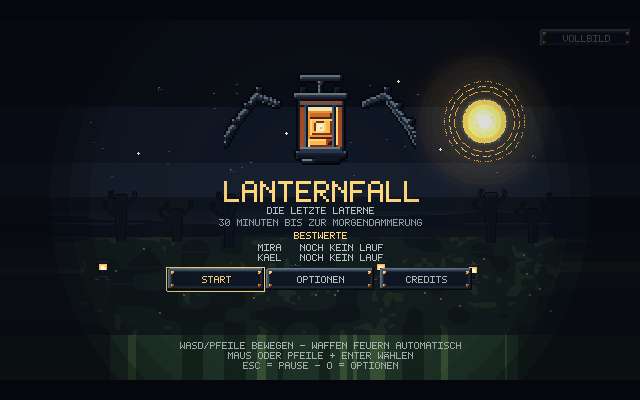 VOLLBILD
LANTERNFALL
DIE LETZTE LATERNE
30 MINUTEN BIS ZUR MORGENDAMMERUNG
BESTWERTE
MIRA NOCH KEIN LAUF
KAEL NOCH KEIN LAUF
START OPTIONEN CREDITS
WASD/PFEILE BEWEGEN - WAFFEN FEUERN AUTOMATISCH
MAUS ODER PFEILE + ENTER WÄHLEN
ESC = PAUSE - O = OPTIONEN